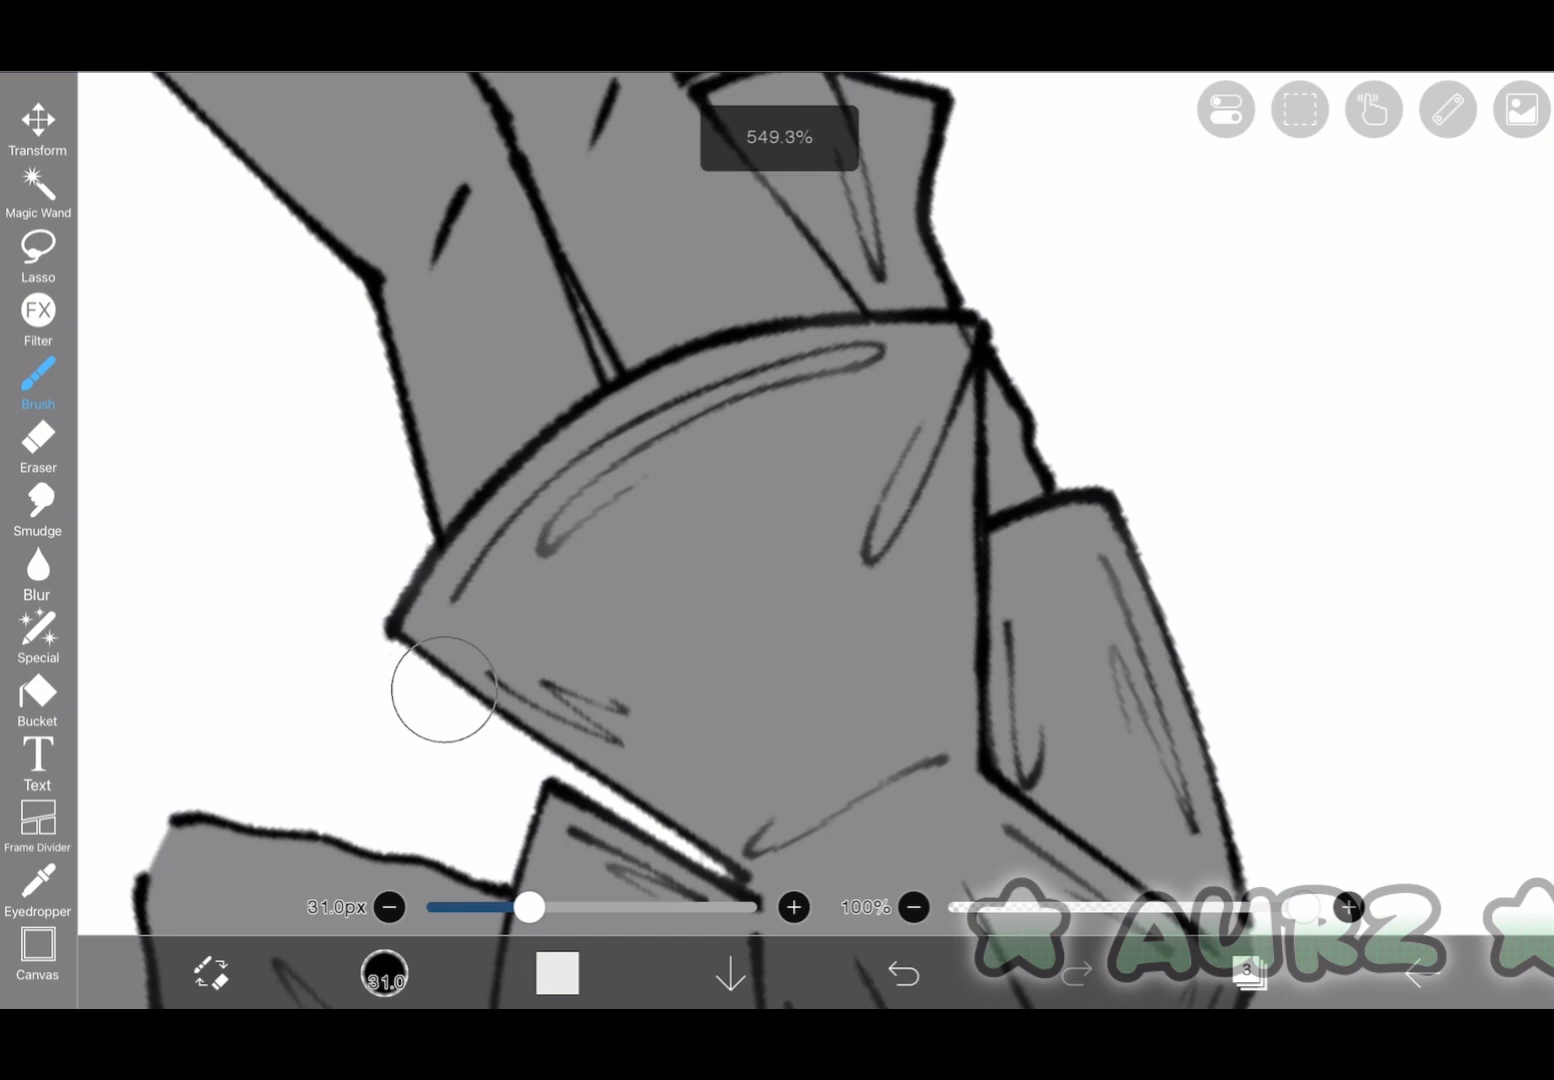 549.3%
Transform
Magic Wand
Lasso
FX
Filter
Brush
Eraser
Smudge
Blur
Special
Bucket
T
Text
Frame Divider
Eyedropper
Canvas
31.0px
100%
31.0
3
AURZ